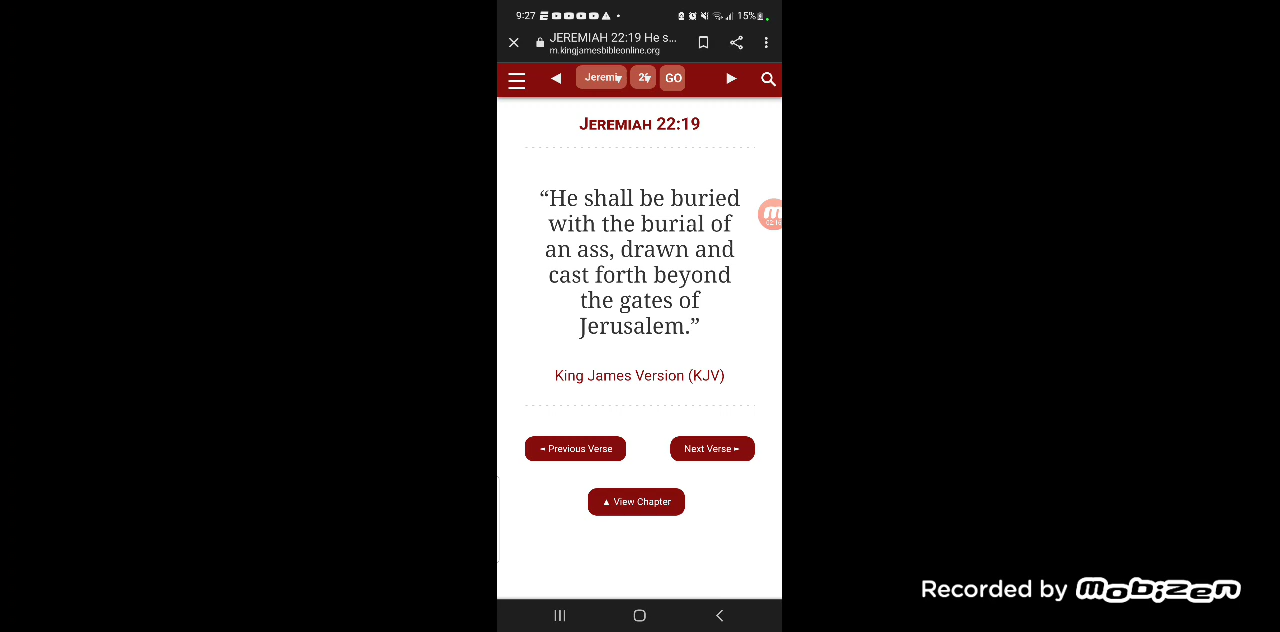 9:27 15%
JEREMIAH 22:19 He s...
m.kingjamesbibleonline.org
Jeremi GO
JEREMIAH 22:19
“He shall be buried
with the burial of
an ass, drawn and
cast forth beyond
the gates of
Jerusalem.”
King James Version (KJV)
◄ Previous Verse
Next Verse ►
▲ View Chapter
Recorded by mobizen